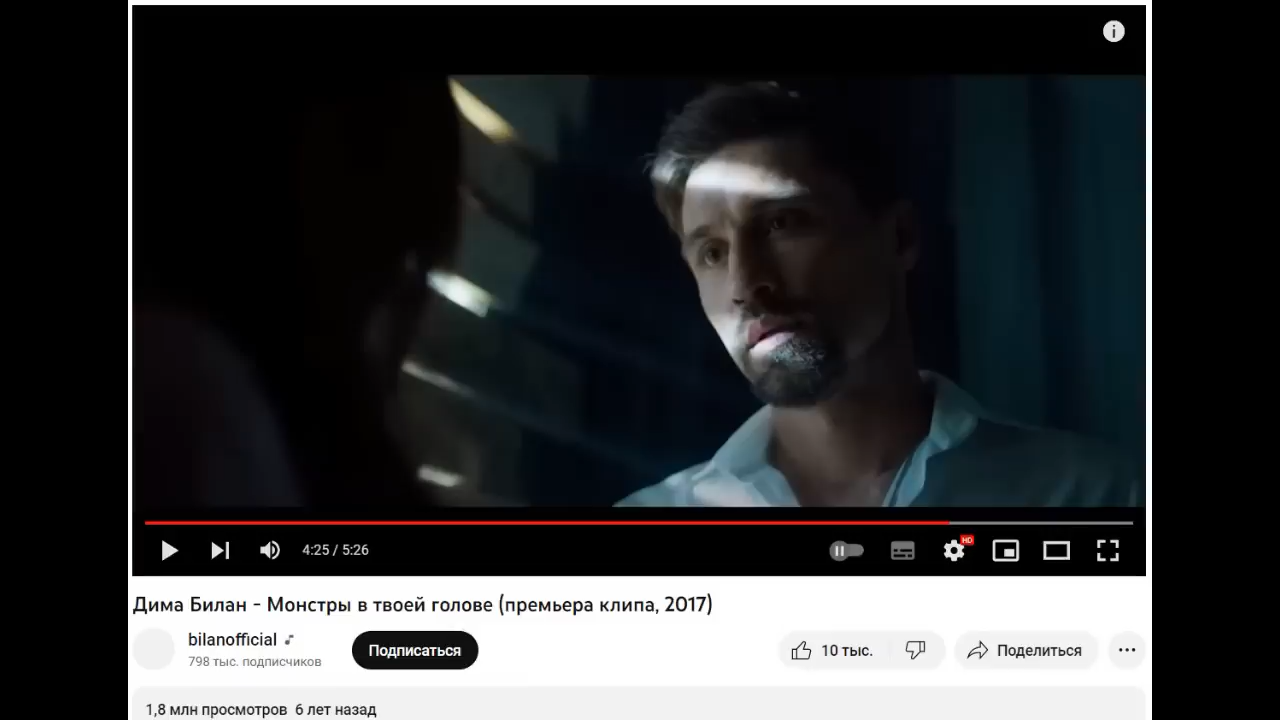 HD
4:25 / 5:26
Дима Билан - Монстры в твоей голове (премьера клипа, 2017)
bilanofficial
798 тыс. подписчиков
Подписаться
10 тыс.
Поделиться
1,8 млн просмотров 6 лет назад